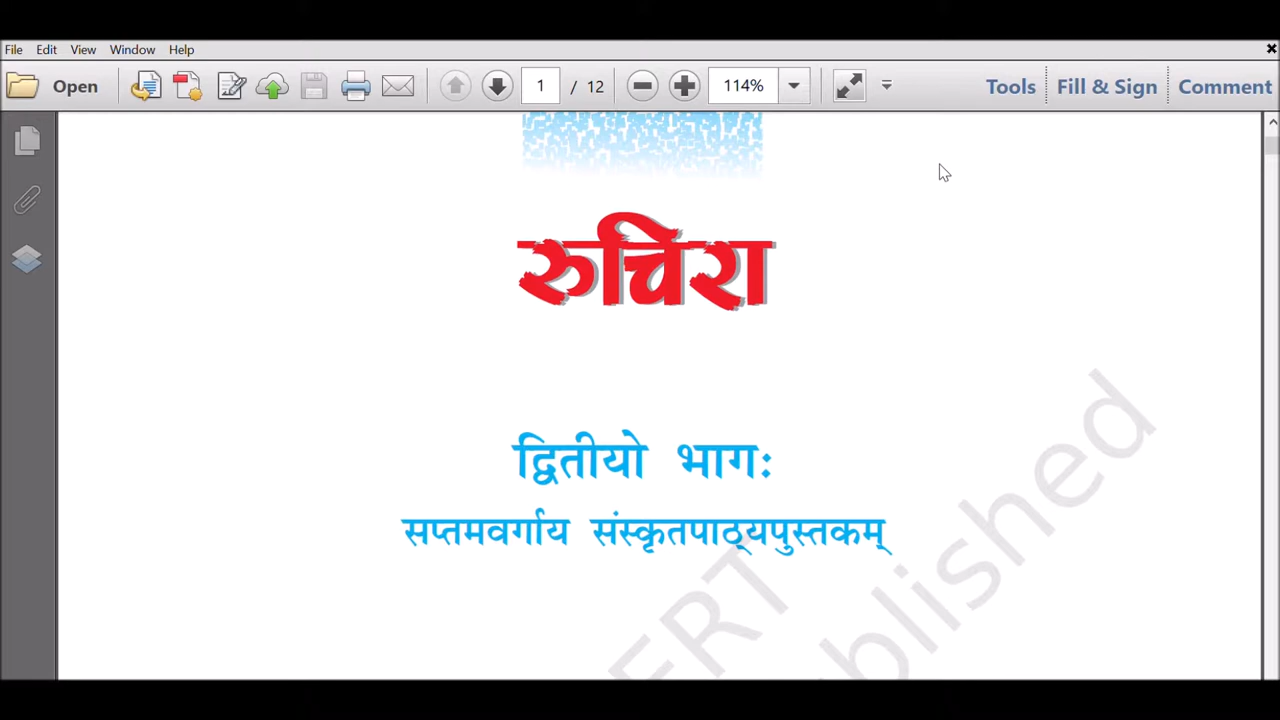 File Edit View Window Help
Open 1 / 12 114% Tools Fill & Sign Comment
रुचिरा
द्वितीयो भागः
सप्तमवर्गाय संस्कृतपाठ्यपुस्तकम्